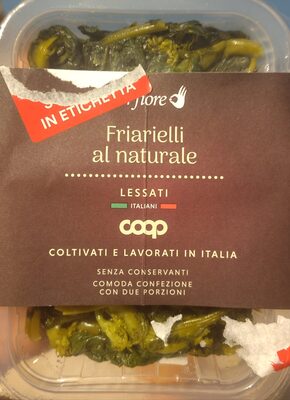 IN ETICHETTA
fiore
Friarielli
al naturale
LESSATI
ITALIANI
coop
COLTIVATI E LAVORATI IN ITALIA
SENZA CONSERVANTI
COMODA CONFEZIONE
CON DUE PORZIONI